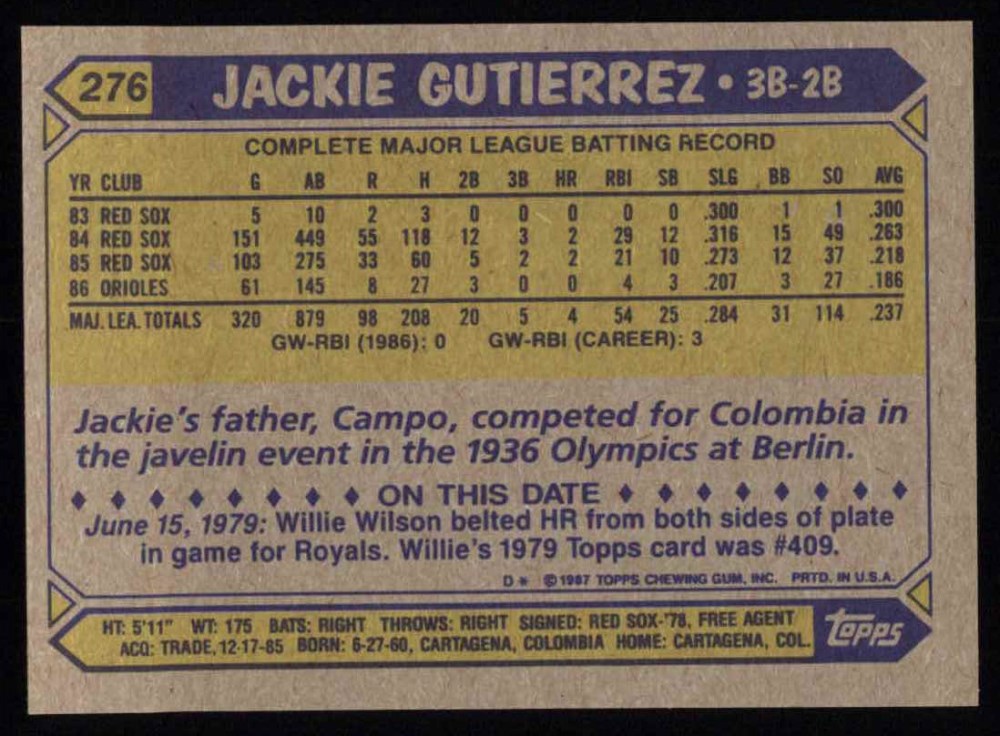 276 JACKIE GUTIERREZ • 3B-2B
COMPLETE MAJOR LEAGUE BATTING RECORD
YR CLUB G AB R H 2B 3B HR RBI SB SLG BB SO AVG
83 RED SOX 5 10 2 3 0 0 0 0 0 .300 1 1 .300
84 RED SOX 151 449 55 118 12 3 2 29 12 .316 15 49 .263
85 RED SOX 103 275 33 60 5 2 2 21 10 .273 12 37 .218
86 ORIOLES 61 145 8 27 3 0 0 4 3 .207 3 27 .186
MAJ. LEA. TOTALS 320 879 98 208 20 5 4 54 25 .284 31 114 .237
GW-RBI (1986): 0 GW-RBI (CAREER): 3
Jackie's father, Campo, competed for Colombia in
the javelin event in the 1936 Olympics at Berlin.
♦ ♦ ♦ ♦ ♦ ♦ ♦ ♦ ON THIS DATE ♦ ♦ ♦ ♦ ♦ ♦ ♦ ♦
June 15, 1979: Willie Wilson belted HR from both sides of plate
in game for Royals. Willie's 1979 Topps card was #409.
D* © 1987 TOPPS CHEWING GUM, INC. PRTD. IN U.S.A.
HT: 5'11" WT: 175 BATS: RIGHT THROWS: RIGHT SIGNED: RED SOX-'78, FREE AGENT
ACQ: TRADE, 12-17-85 BORN: 6-27-60, CARTAGENA, COLOMBIA HOME: CARTAGENA, COL.
topps